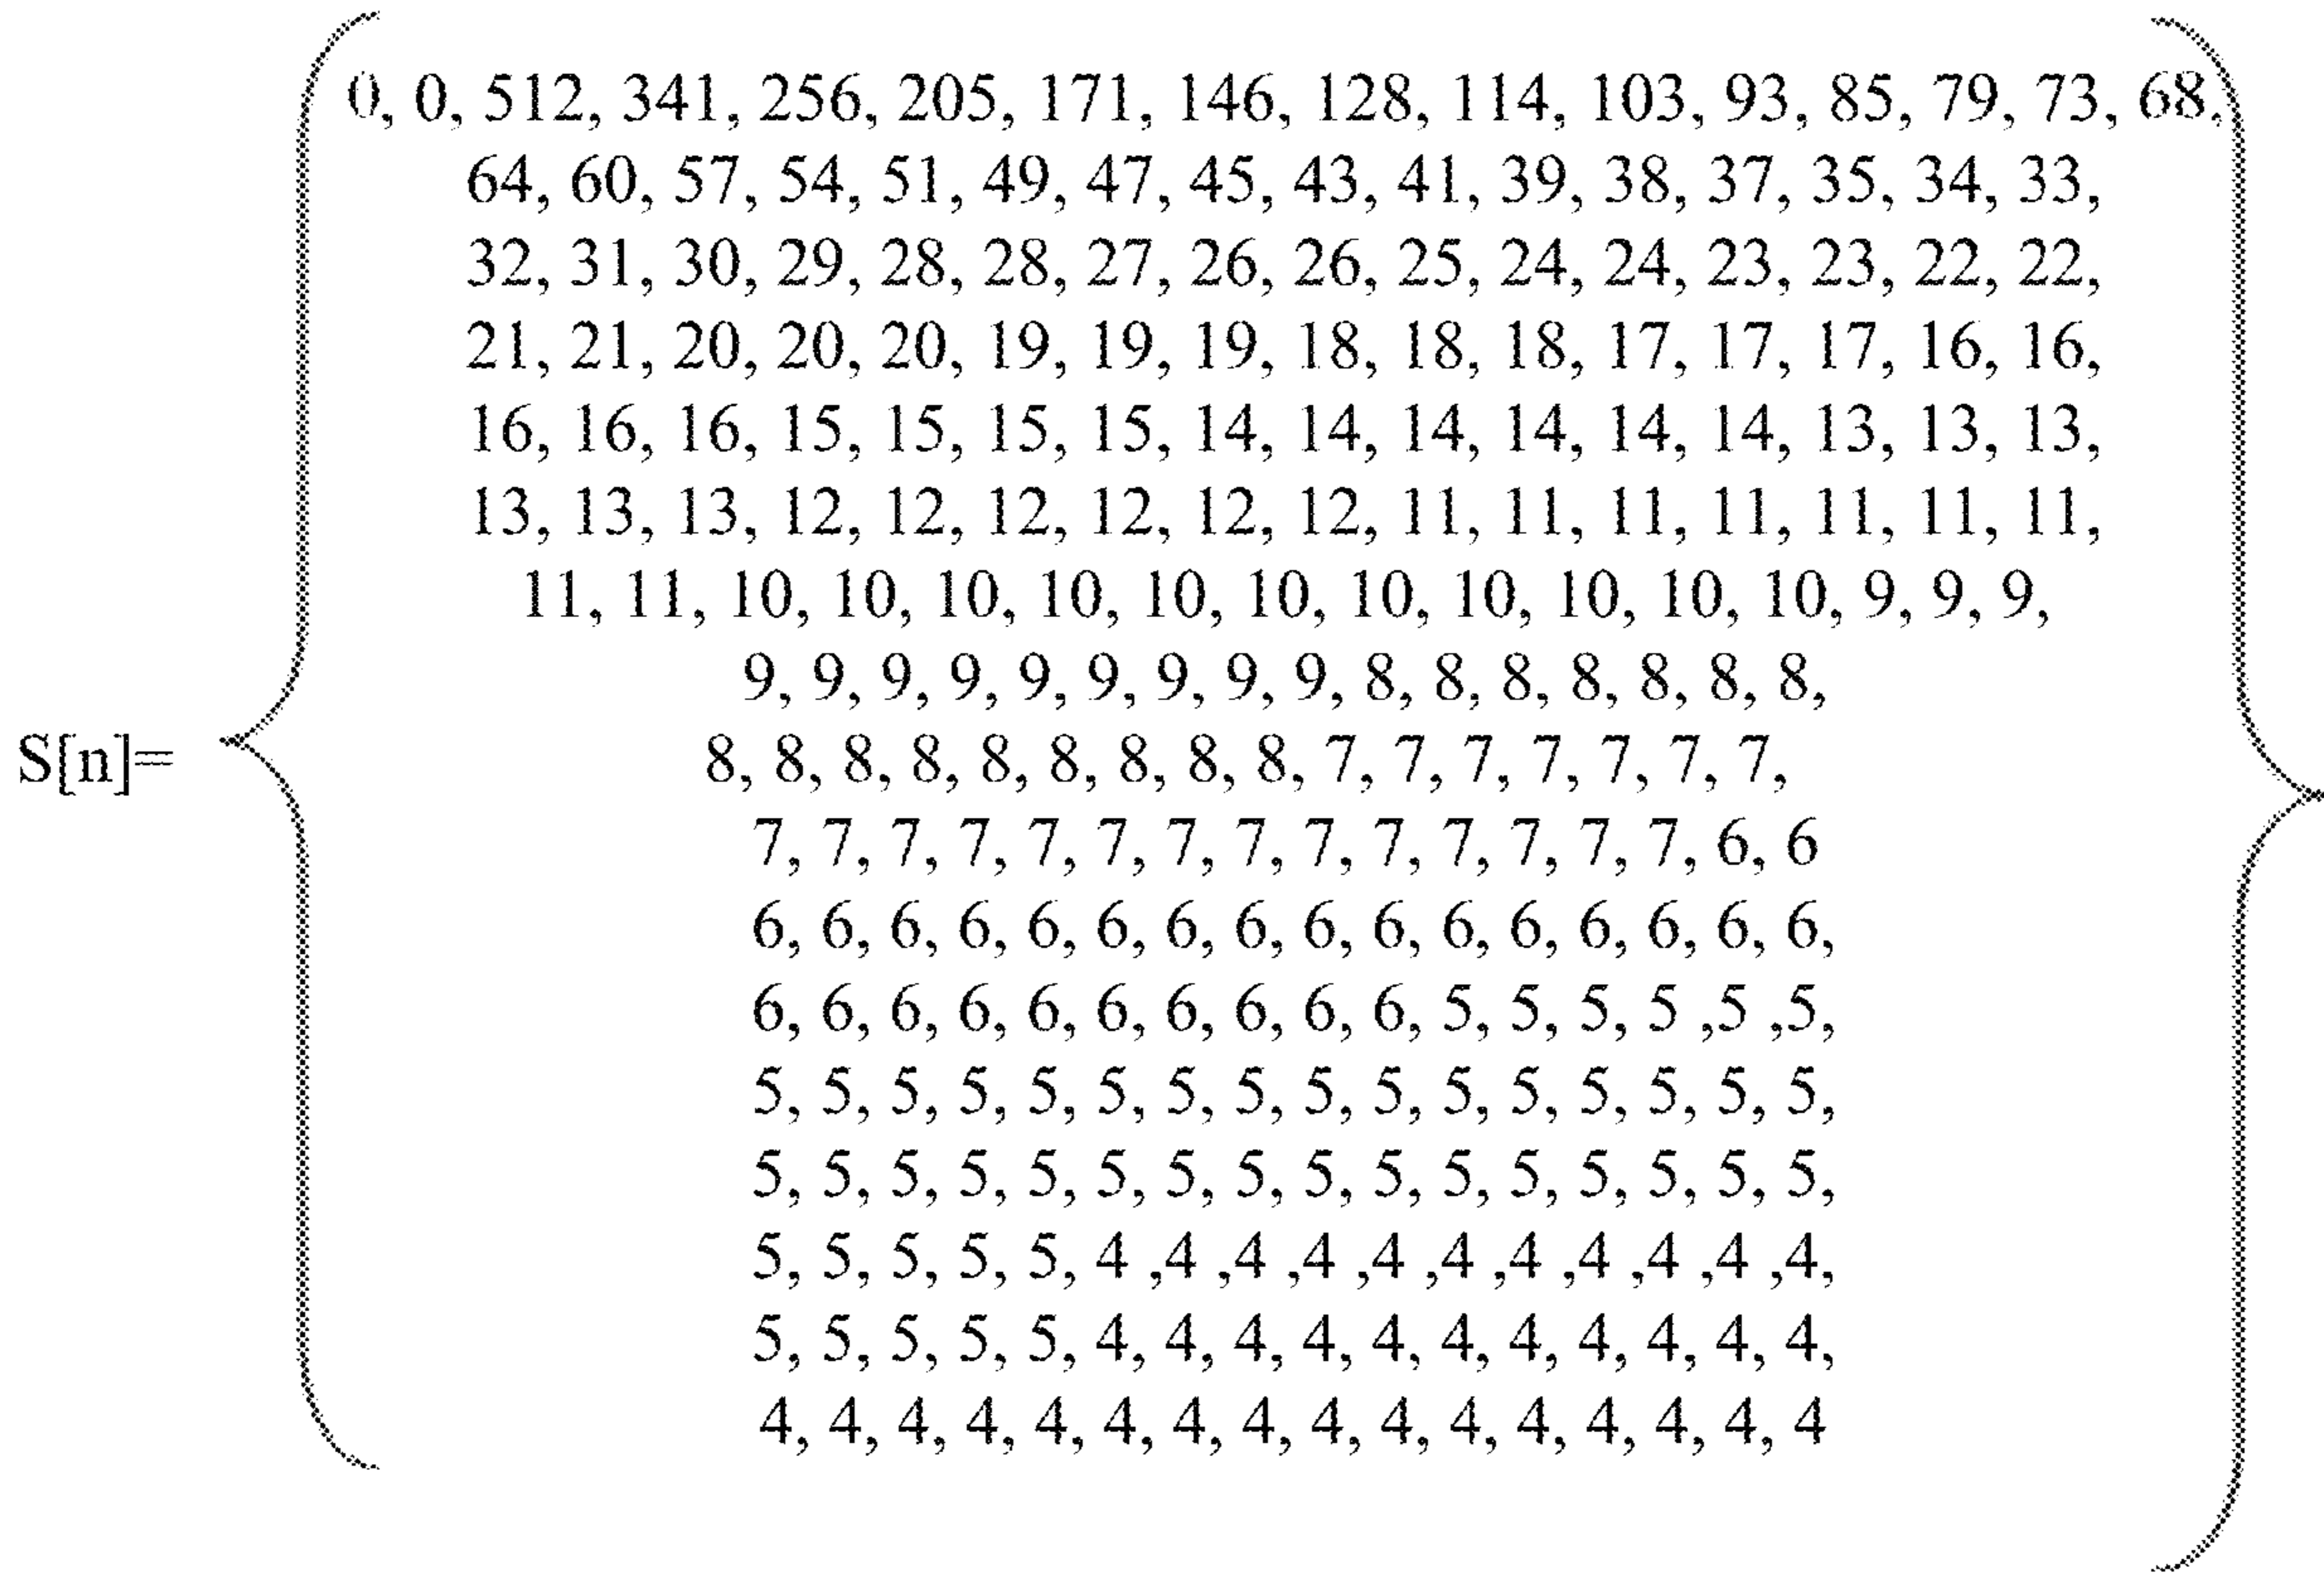 0, 0, 512, 341, 256, 205, 171, 146, 128, 114, 103, 93, 85, 79, 73, 68,
64, 60, 57, 54, 51, 49, 47, 45, 43, 41, 39, 38, 37, 35, 34, 33,
32, 31, 30, 29, 28, 28, 27, 26, 26, 25, 24, 24, 23, 23, 22, 22,
21, 21, 20, 20, 20, 19, 19, 19, 18, 18, 18, 17, 17, 17, 16, 16,
16, 16, 16, 15, 15, 15, 15, 14, 14, 14, 14, 14, 14, 13, 13, 13,
13, 13, 13, 12, 12, 12, 12, 12, 12, 11, 11, 11, 11, 11, 11, 11,
11, 11, 10, 10, 10, 10, 10, 10, 10, 10, 10, 10, 10, 9, 9, 9,
9, 9, 9, 9, 9, 9, 9, 9, 9, 8, 8, 8, 8, 8, 8, 8,
S[n]=
8, 8, 8, 8, 8, 8, 8, 8, 8, 7, 7, 7, 7, 7, 7, 7,
7, 7, 7, 7, 7, 7, 7, 7, 7, 7, 7, 7, 7, 7, 6, 6
6, 6, 6, 6, 6, 6, 6, 6, 6, 6, 6, 6, 6, 6, 6, 6,
6, 6, 6, 6, 6, 6, 6, 6, 6, 6, 5, 5, 5, 5 ,5 ,5,
5, 5, 5, 5, 5, 5, 5, 5, 5, 5, 5, 5, 5, 5, 5, 5,
5, 5, 5, 5, 5, 5, 5, 5, 5, 5, 5, 5, 5, 5, 5, 5,
5, 5, 5, 5, 5, 4 ,4 ,4 ,4 ,4 ,4 ,4 ,4 ,4 ,4 ,4,
5, 5, 5, 5, 5, 4, 4, 4, 4, 4, 4, 4, 4, 4, 4, 4,
4, 4, 4, 4, 4, 4, 4, 4, 4, 4, 4, 4, 4, 4, 4, 4